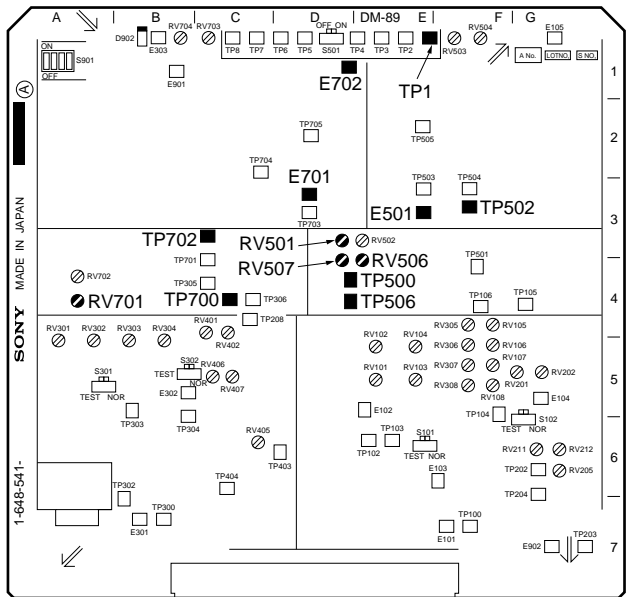 A B C D DM-89 E F G
D902 E303 RV704 RV703 TP8 TP7 TP6 TP5 OFF ON S501 TP4 TP3 TP2 RV503 RV504 E105
ON S901 OFF
A No. LOTNO. S NO.
E901 E702 TP1 1
A
TP705 TP505 2
TP704 E701 TP503 TP504
TP703 E501 TP502 3
TP702 RV501 RV502
TP701 RV507 RV506 TP501
RV702 TP305 TP500
RV701 TP700 TP306 TP506 TP106 TP105 4
TP208
RV301 RV302 RV303 RV304 RV401 RV402 RV102 RV104 RV305 RV105
RV306 RV106
S301 TEST NOR S302 TEST NOR RV406 RV407 RV101 RV103 RV307 RV107 RV202
RV308 RV201 5
E302 E104
TP303 TP304 E102 RV108 TP104 S102 TEST NOR
RV405 TP103 S101 TEST NOR RV211 RV212
TP403 TP102 TP202 RV205 6
TP404 E103 TP204
TP302 TP300 TP100
E301 E101 E902 TP203 7
SONY MADE IN JAPAN
1-648-541-